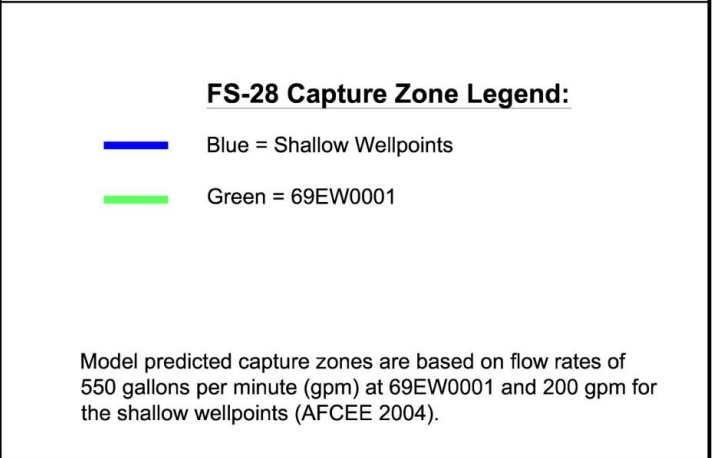 FS-28 Capture Zone Legend:
Blue = Shallow Wellpoints
Green = 69EW0001
Model predicted capture zones are based on flow rates of
550 gallons per minute (gpm) at 69EW0001 and 200 gpm for
the shallow wellpoints (AFCEE 2004).